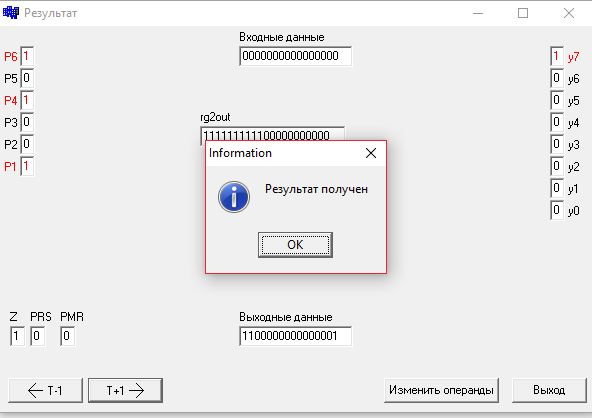 Результат
Входные данные
P6 1 0000000000000000 1 y7
P5 0 0 y6
P4 1 0 y5
P3 0 rg2out 0 y4
P2 0 0 y3
P1 1 0 y2
0 y1
0 y0
Information
Результат получен
OK
Z PRS PMR Выходные данные
1 0 0 1100000000000001
T-1 T+1 Изменить операнды Выход